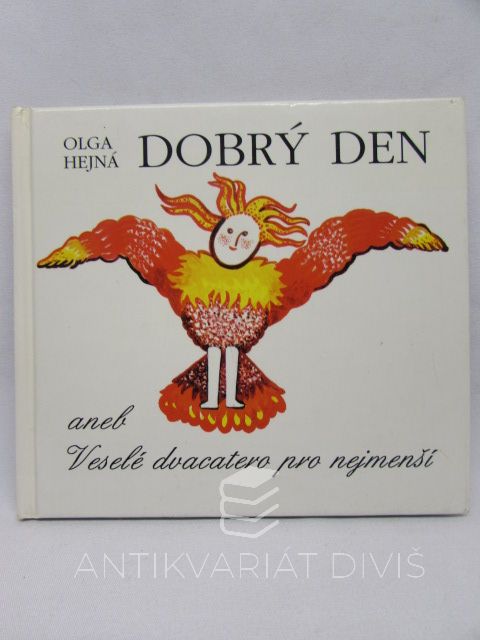 OLGA
HEJNÁ
DOBRÝ DEN
aneb
Veselé dvacatero pro nejmenší
ANTIKVARIÁT DIVIŠ